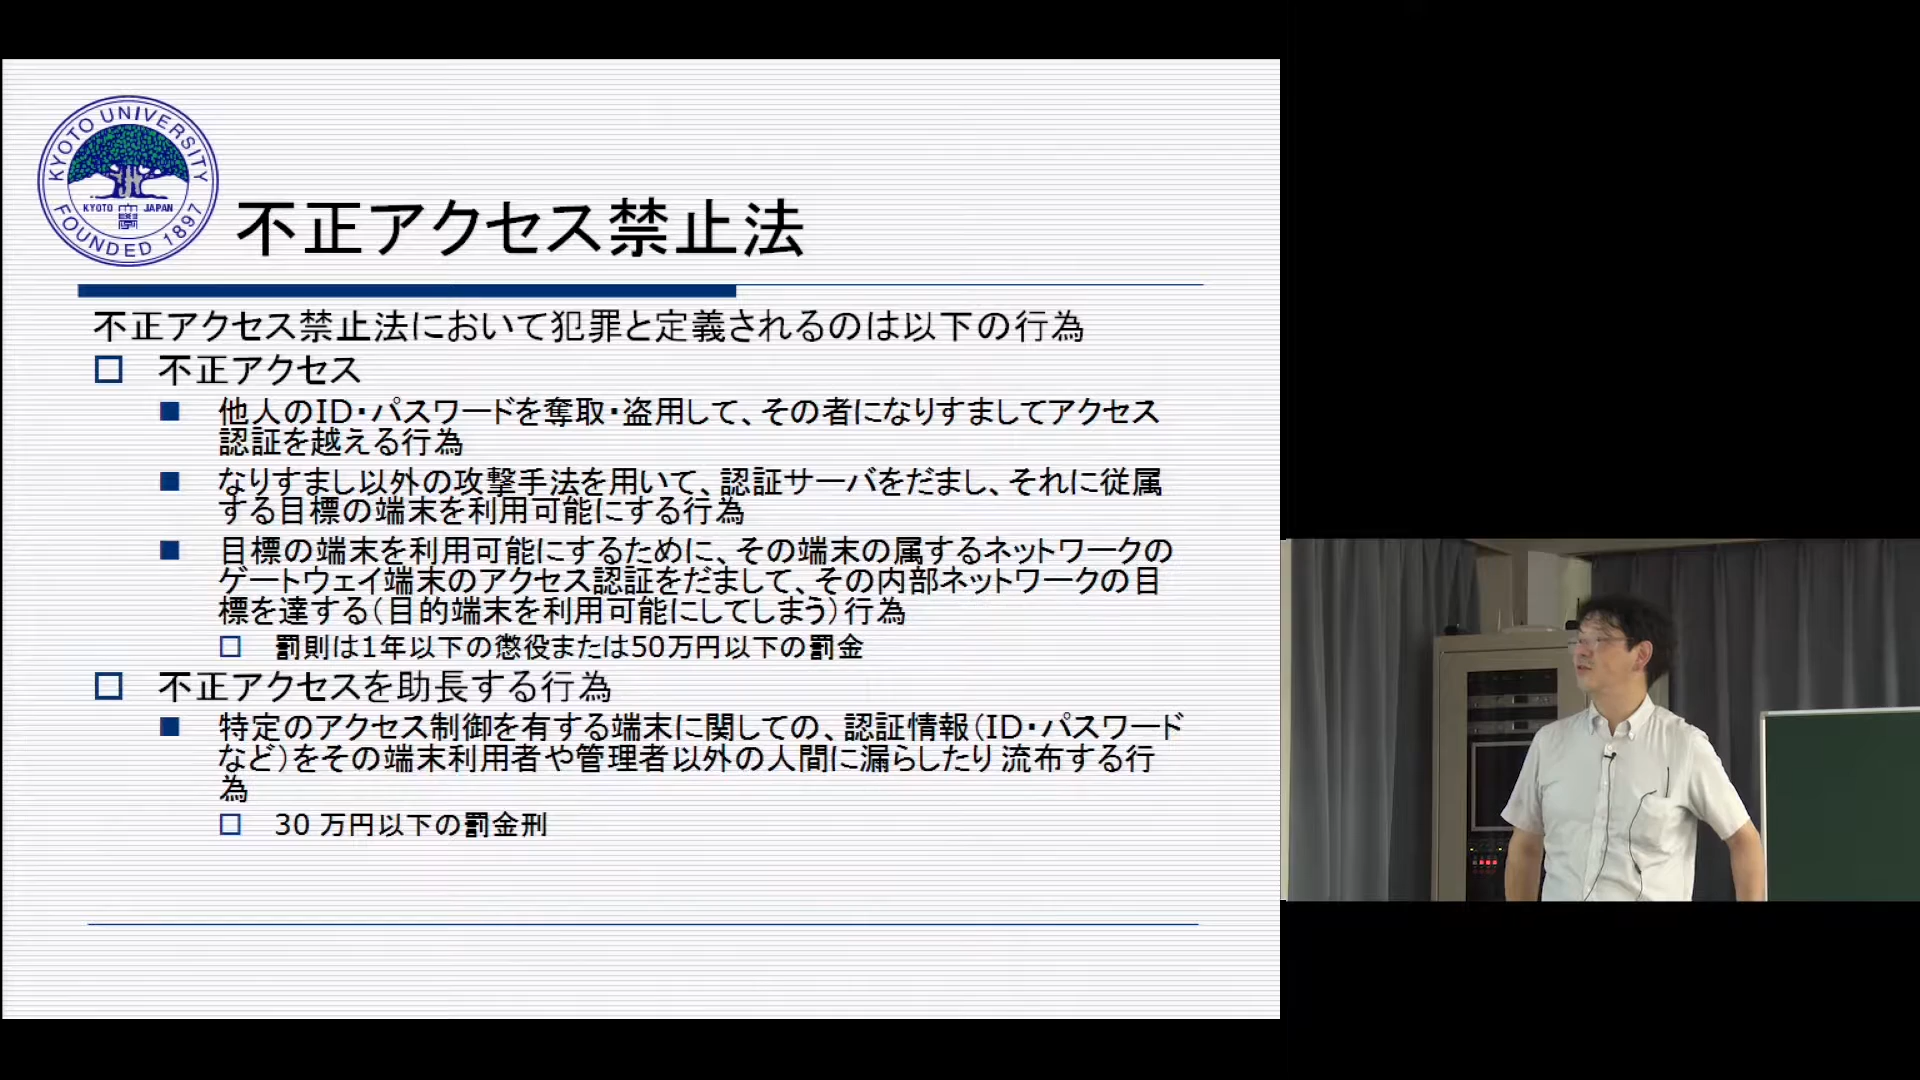 KYOTO UNIVERSITY
KYOTO JAPAN
FOUNDED 1897
不正アクセス禁止法
不正アクセス禁止法において犯罪と定義されるのは以下の行為
不正アクセス
他人のID・パスワードを奪取・盗用して、その者になりすましてアクセス
認証を越える行為
なりすまし以外の攻撃手法を用いて、認証サーバをだまし、それに従属
する目標の端末を利用可能にする行為
目標の端末を利用可能にするために、その端末の属するネットワークの
ゲートウェイ端末のアクセス認証をだまして、その内部ネットワークの目
標を達する(目的端末を利用可能にしてしまう)行為
罰則は1年以下の懲役または50万円以下の罰金
不正アクセスを助長する行為
特定のアクセス制御を有する端末に関しての、認証情報(ID・パスワード
など)をその端末利用者や管理者以外の人間に漏らしたり 流布する行
為
30 万円以下の罰金刑